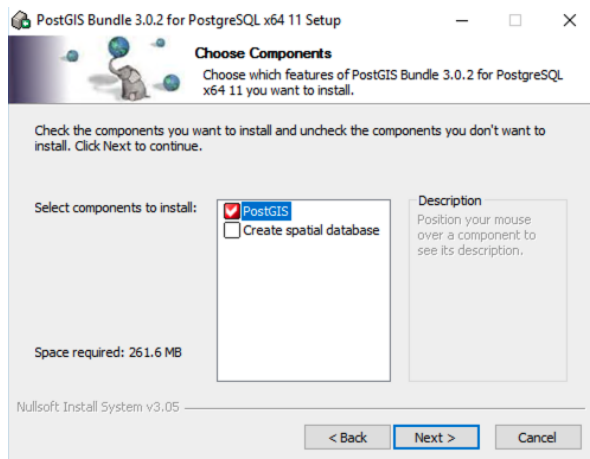 PostGIS Bundle 3.0.2 for PostgreSQL x64 11 Setup
Choose Components
Choose which features of PostGIS Bundle 3.0.2 for PostgreSQL
x64 11 you want to install.
Check the components you want to install and uncheck the components you don't want to
install. Click Next to continue.
Select components to install:
PostGIS
Create spatial database
Description
Position your mouse
over a component to
see its description.
Space required: 261.6 MB
Nullsoft Install System v3.05
< Back
Next >
Cancel